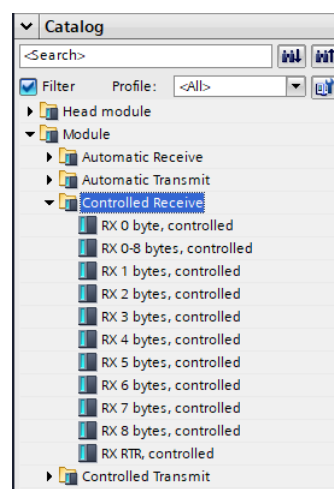 Catalog
<Search>
Filter Profile: <All>
Head module
Module
Automatic Receive
Automatic Transmit
Controlled Receive
RX 0 byte, controlled
RX 0-8 bytes, controlled
RX 1 bytes, controlled
RX 2 bytes, controlled
RX 3 bytes, controlled
RX 4 bytes, controlled
RX 5 bytes, controlled
RX 6 bytes, controlled
RX 7 bytes, controlled
RX 8 bytes, controlled
RX RTR, controlled
Controlled Transmit